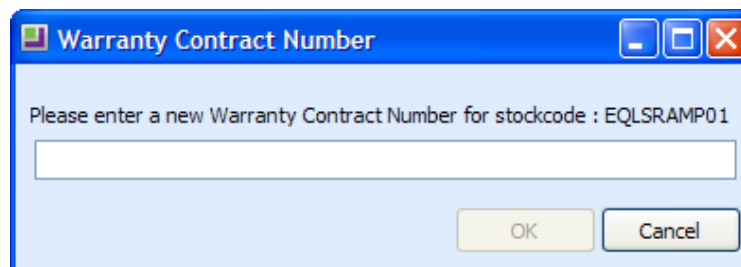 Warranty Contract Number
Please enter a new Warranty Contract Number for stockcode : EQLSRAMP01
OK Cancel